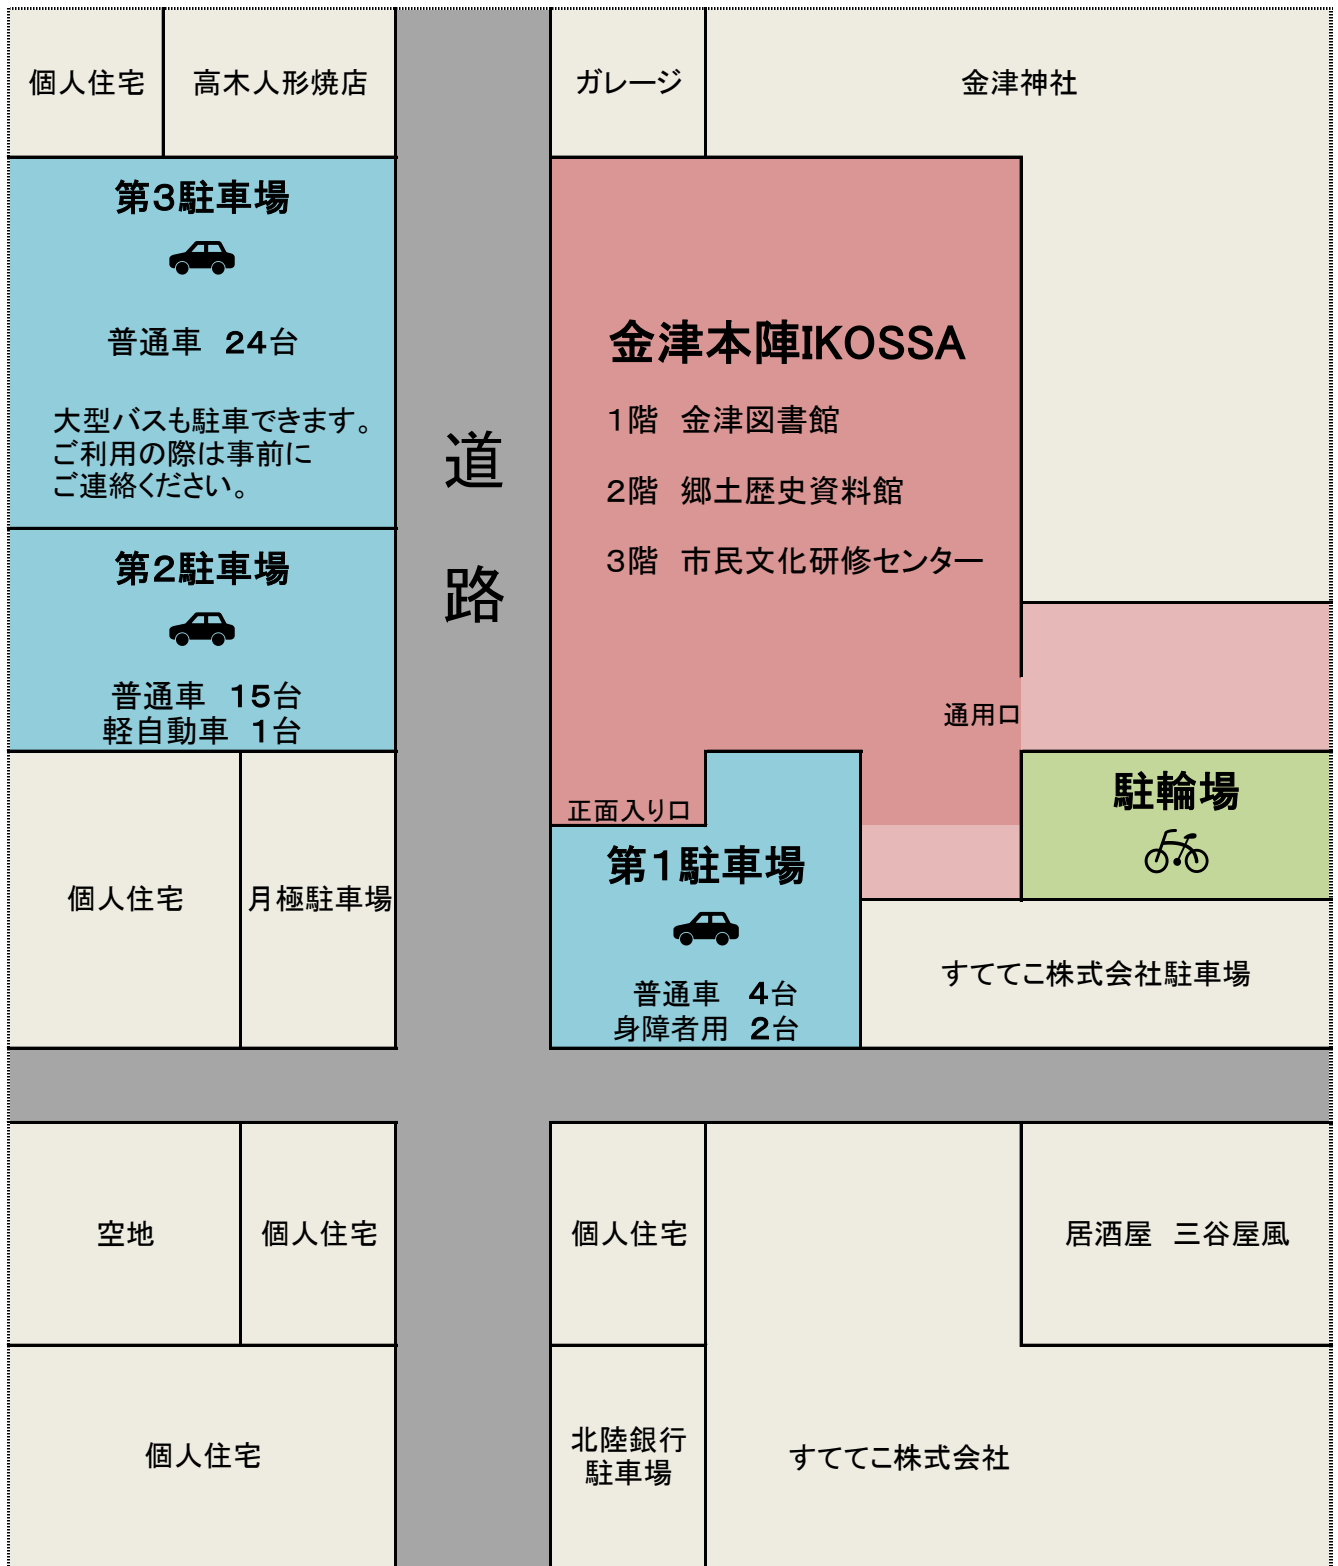 個人住宅
高木人形焼店
ガレージ
金津神社
第3駐車場
普通車 24台
大型バスも駐車できます。
ご利用の際は事前に
ご連絡ください。
第2駐車場
普通車 15台
軽自動車 1台
道
路
金津本陣IKOSSA
1階 金津図書館
2階 郷土歴史資料館
3階 市民文化研修センター
通用口
正面入り口
第1駐車場
普通車 4台
身障者用 2台
駐輪場
個人住宅
月極駐車場
すててこ株式会社駐車場
空地
個人住宅
個人住宅
居酒屋 三谷屋風
個人住宅
北陸銀行
駐車場
すててこ株式会社